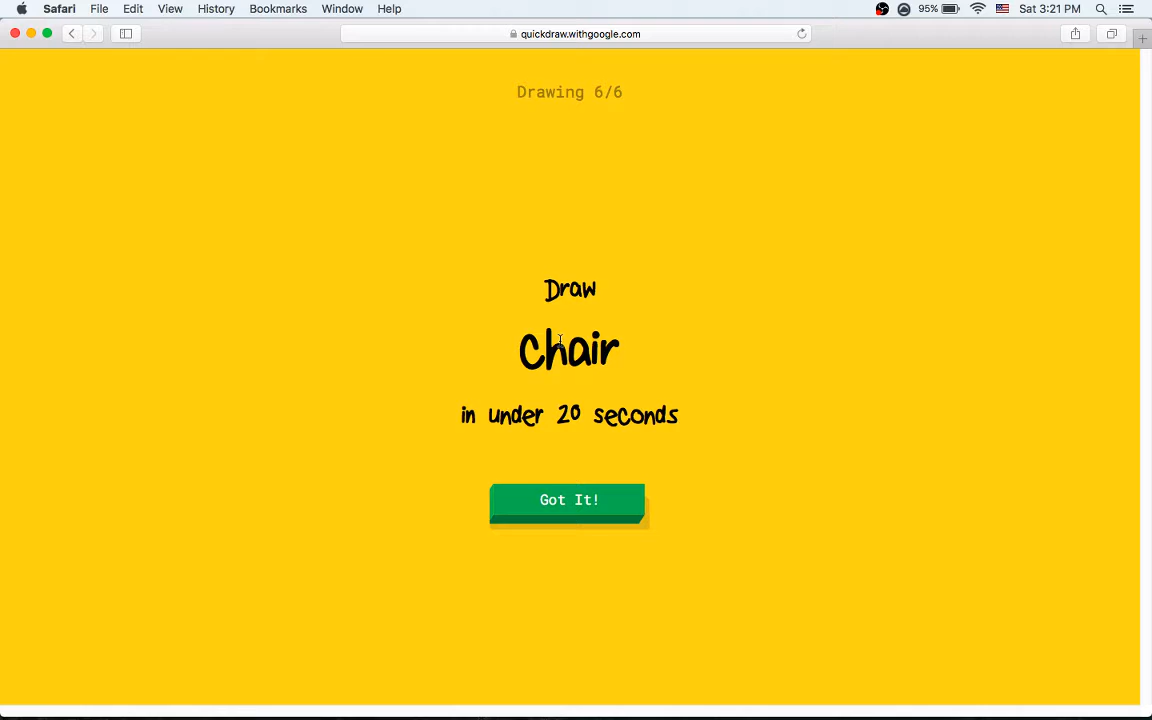 Safari File Edit View History Bookmarks Window Help 95% Sat 3:21 PM
quickdraw.withgoogle.com
Drawing 6/6
Draw
Chair
in under 20 seconds
Got It!